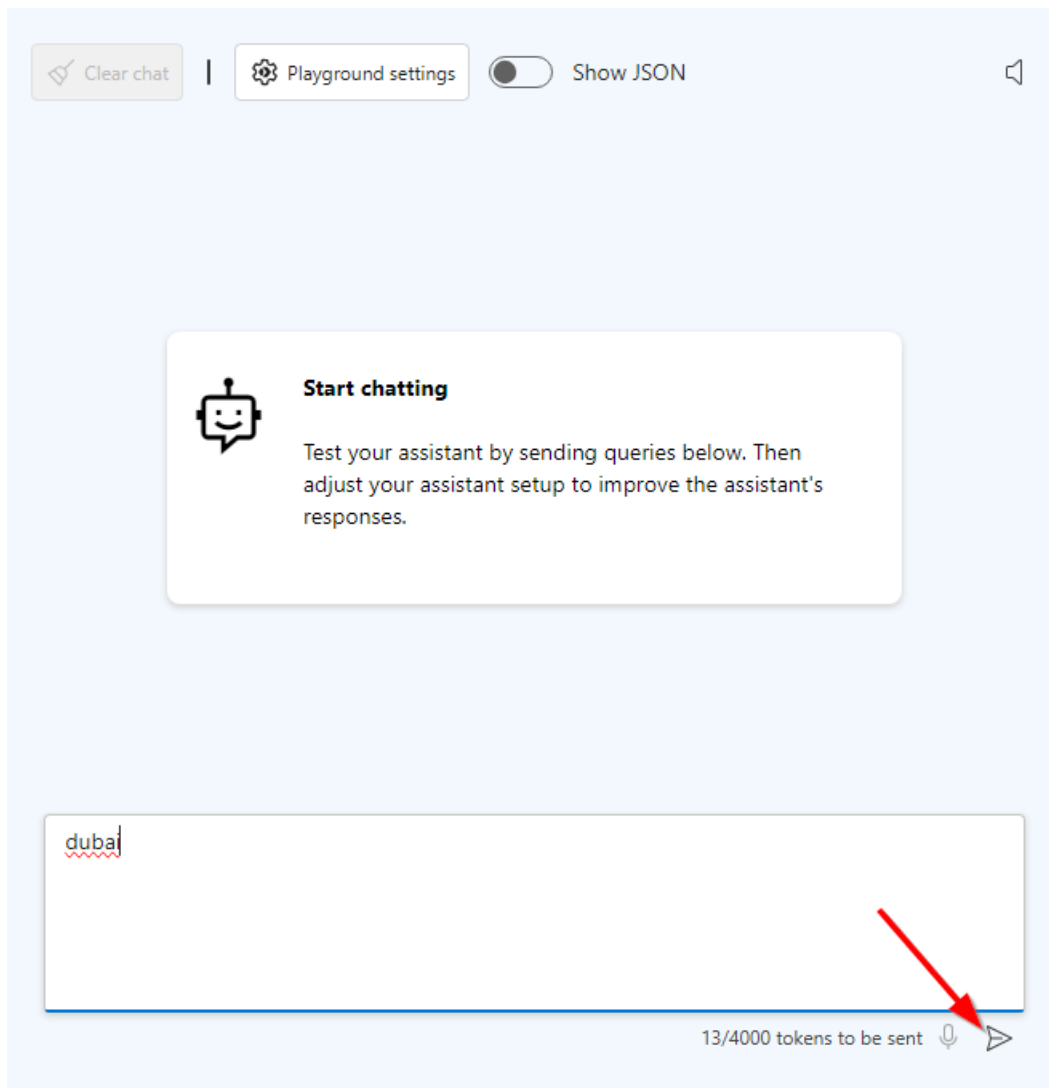 Clear chat | Playground settings Show JSON
Start chatting
Test your assistant by sending queries below. Then
adjust your assistant setup to improve the assistant's
responses.
dubai
13/4000 tokens to be sent